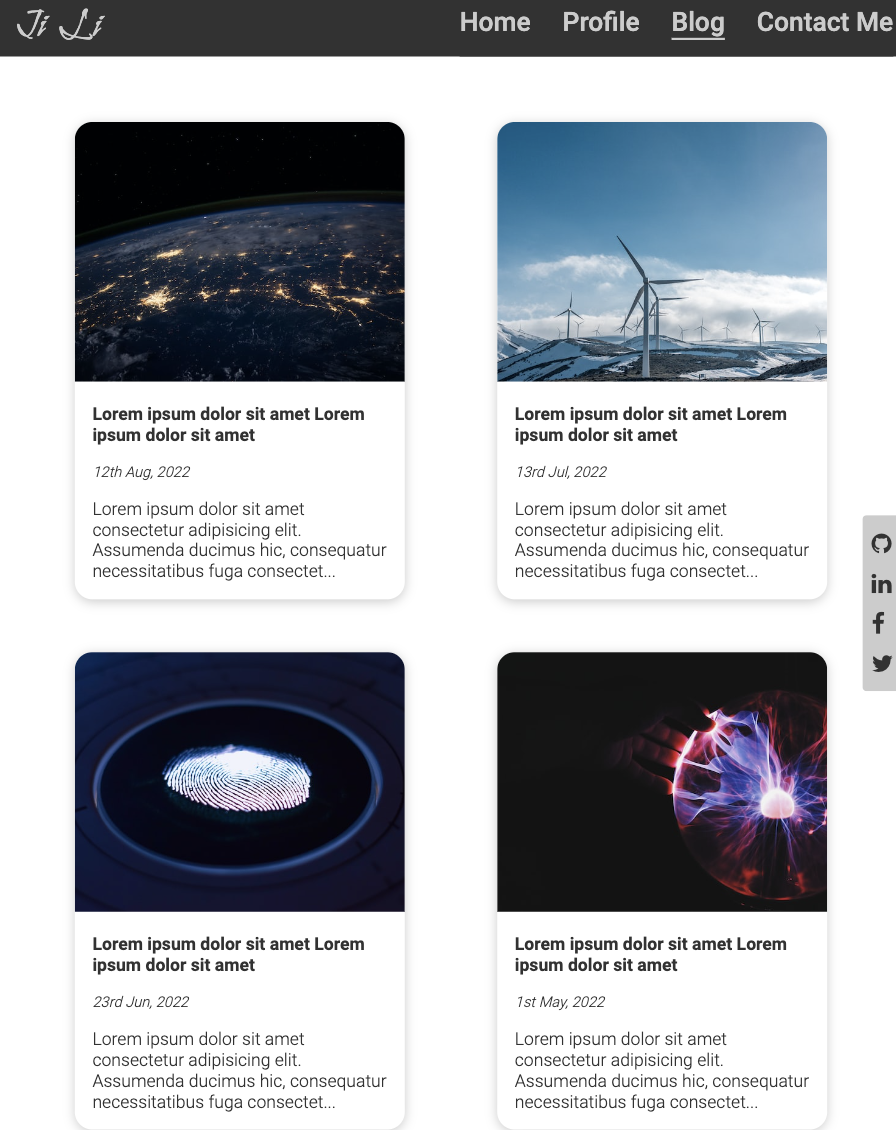 Ji Li
Home Profile Blog Contact Me
Lorem ipsum dolor sit amet Lorem
ipsum dolor sit amet
12th Aug, 2022
Lorem ipsum dolor sit amet
consectetur adipisicing elit.
Assumenda ducimus hic, consequatur
necessitatibus fuga consectet...
Lorem ipsum dolor sit amet Lorem
ipsum dolor sit amet
13rd Jul, 2022
Lorem ipsum dolor sit amet
consectetur adipisicing elit.
Assumenda ducimus hic, consequatur
necessitatibus fuga consectet...
in
f
Lorem ipsum dolor sit amet Lorem
ipsum dolor sit amet
23rd Jun, 2022
Lorem ipsum dolor sit amet
consectetur adipisicing elit.
Assumenda ducimus hic, consequatur
necessitatibus fuga consectet...
Lorem ipsum dolor sit amet Lorem
ipsum dolor sit amet
1st May, 2022
Lorem ipsum dolor sit amet
consectetur adipisicing elit.
Assumenda ducimus hic, consequatur
necessitatibus fuga consectet...